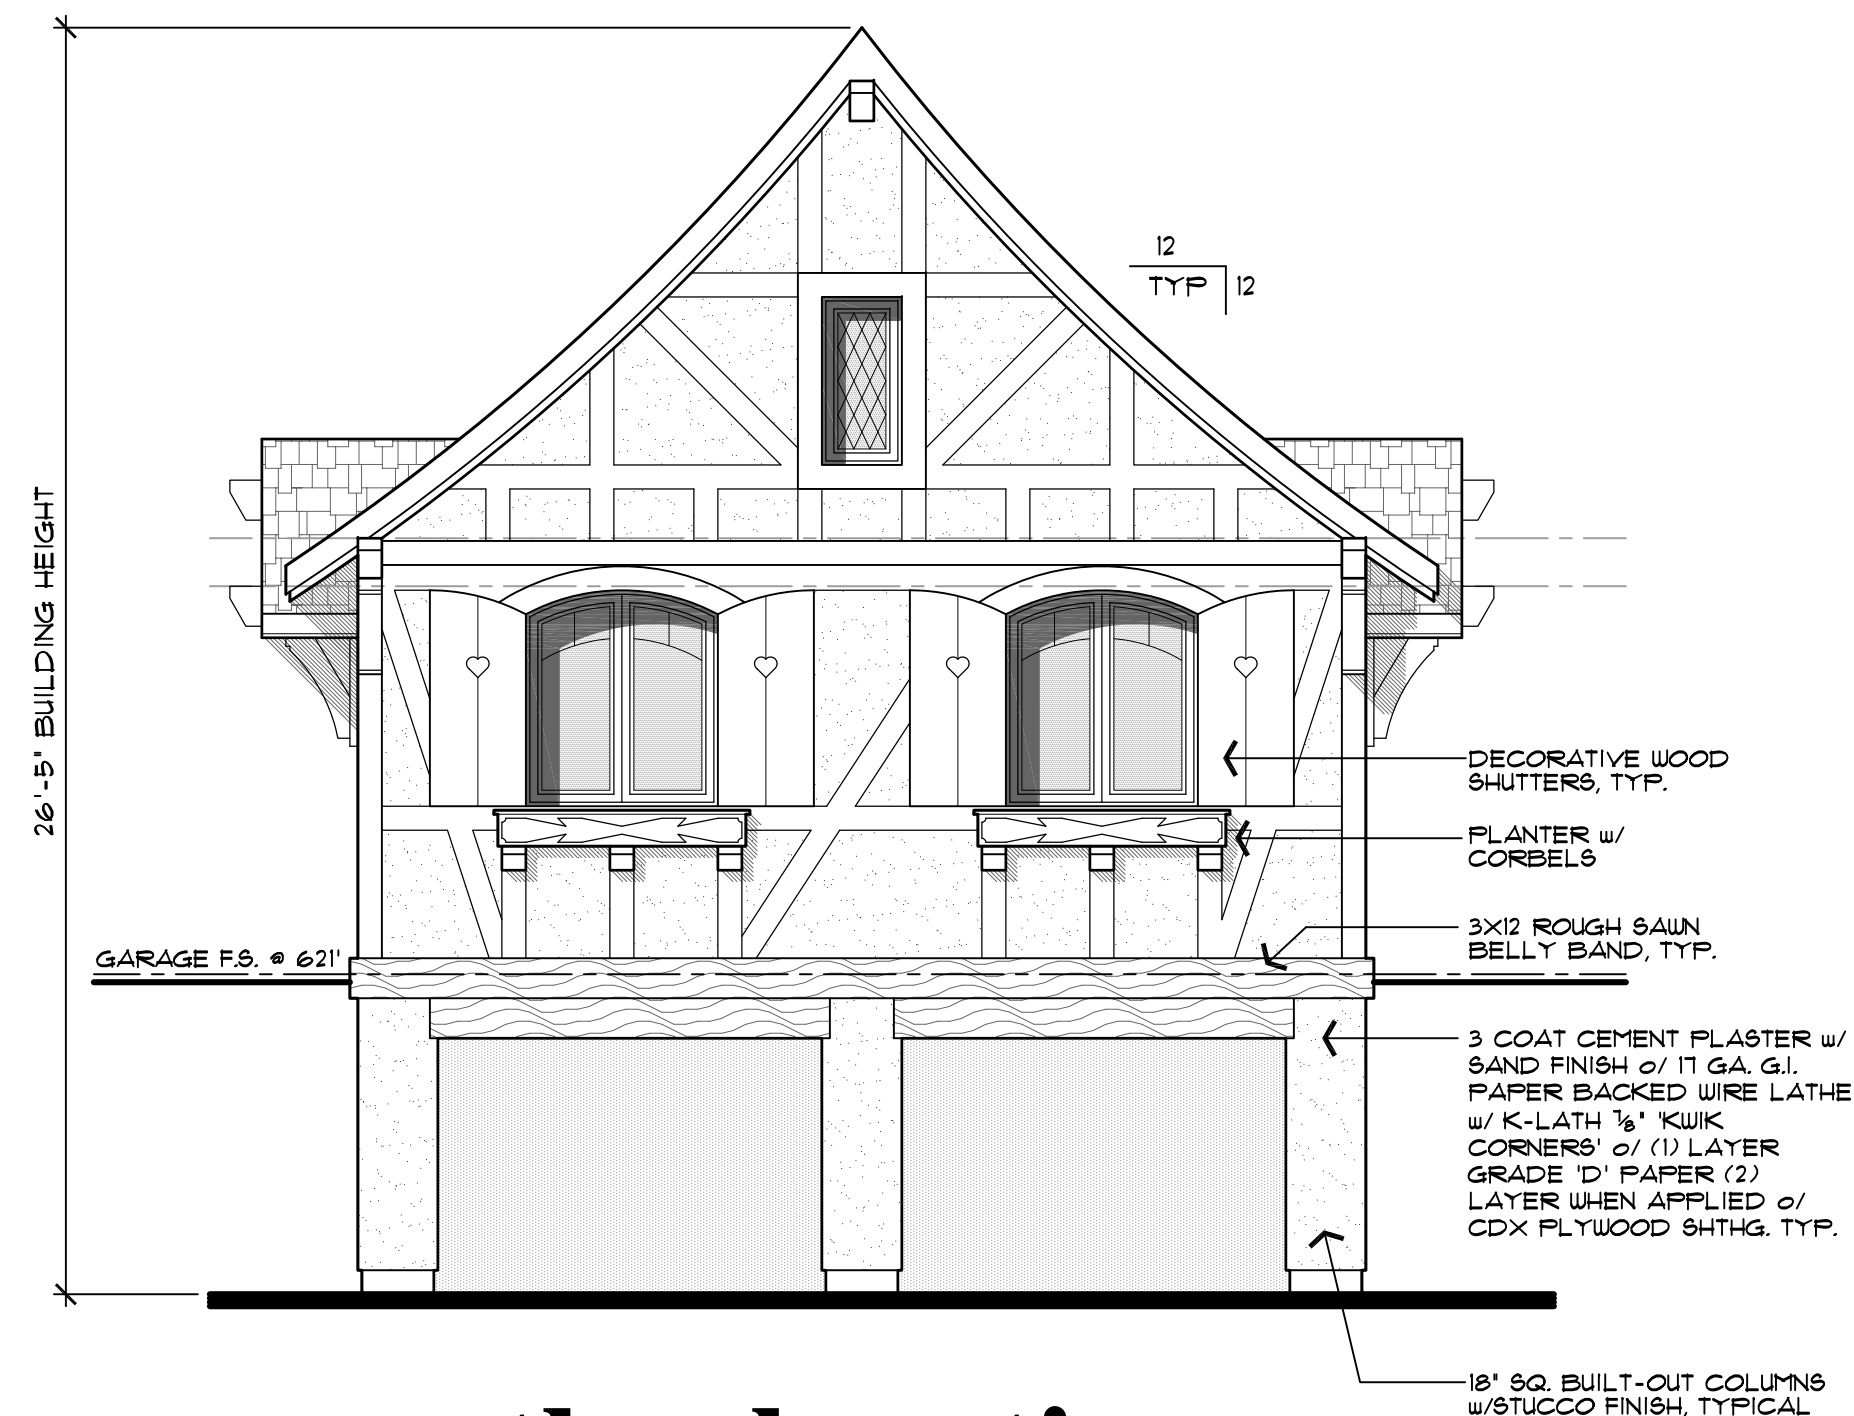 12
TYP 12
26'-5" BUILDING HEIGHT
DECORATIVE WOOD
SHUTTERS, TYP.
PLANTER w/
CORBELS
3X12 ROUGH SAWN
BELLY BAND, TYP.
GARAGE F.S. @ 621'
3 COAT CEMENT PLASTER w/
SAND FINISH o/ 17 GA. G.I.
PAPER BACKED WIRE LATHE
w/ K-LATH ⅞" 'KWIK
CORNERS' o/ (1) LAYER
GRADE 'D' PAPER (2)
LAYER WHEN APPLIED o/
CDX PLYWOOD SHTHG. TYP.
18" SQ. BUILT-OUT COLUMNS
w/STUCCO FINISH, TYPICAL